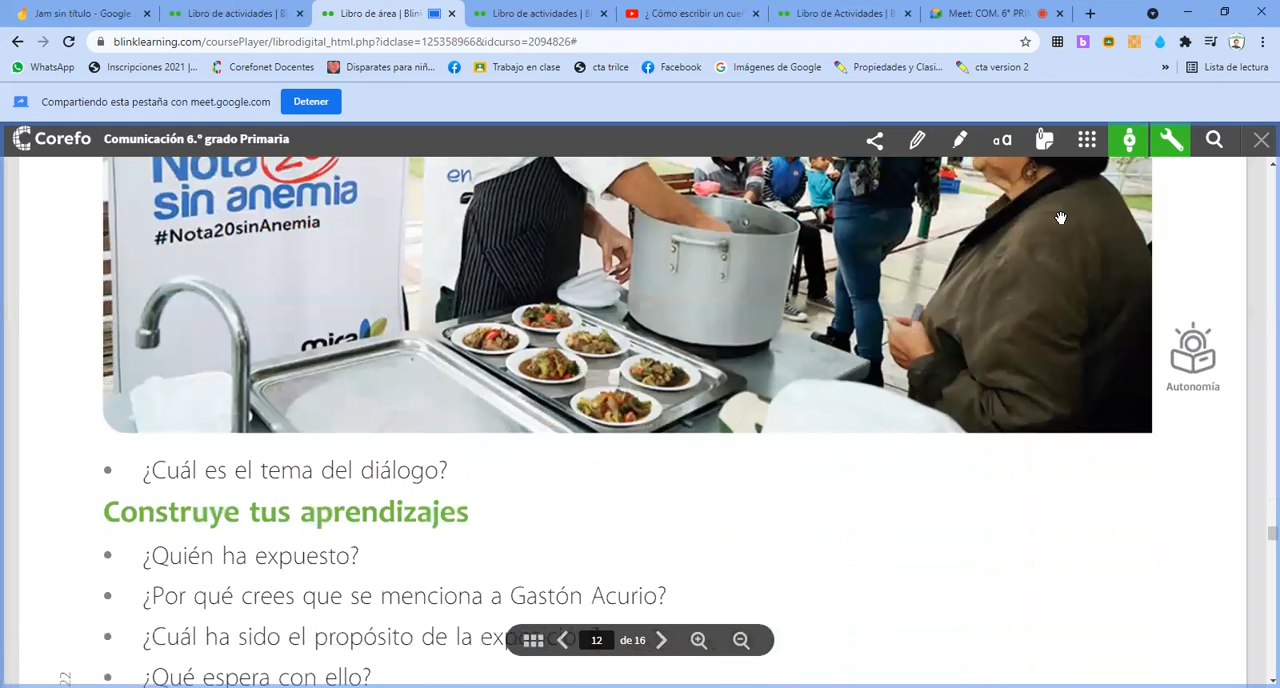 Jam sin título - Google
Libro de actividades | Bl
Libro de área | Blink
Libro de actividades | Bl
¿ Cómo escribir un cue
Libro de Actividades | B
Meet: COM. 6° PRI
blinklearning.com/coursePlayer/librodigital_html.php?idclase=125358966&idcurso=2094826#
WhatsApp
Inscripciones 2021 |...
Corefonet Docentes
Disparates para niñ...
Trabajo en clase
cta trilce
Facebook
Imágenes de Google
Propiedades y Clasi...
cta version 2
»
Lista de lectura
Compartiendo esta pestaña con meet.google.com
Detener
Corefo
Comunicación 6.º grado Primaria
a a
Nota 20
en
sin anemia
#Nota20sinAnemia
Autonomía
• ¿Cuál es el tema del diálogo?
Construye tus aprendizajes
• ¿Quién ha expuesto?
• ¿Por qué crees que se menciona a Gastón Acurio?
• ¿Cuál ha sido el propósito de la
12 de 16
• ¿Qué espera con ello?
22